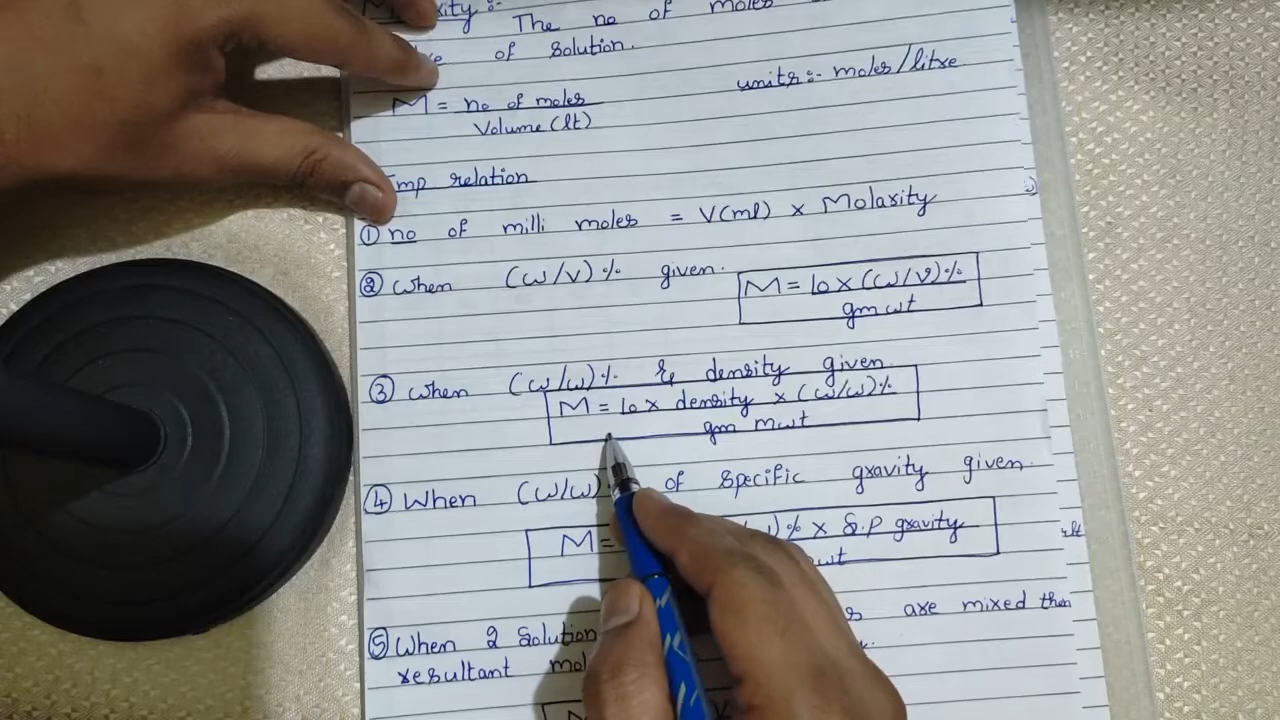 The no of moles
of solution.
units :- moles/litre
M = no of moles
Volume (lt)
Imp relation
① no of milli moles = V(ml) × Molarity
② When (w/v)% given.
M = 10 × (w/v)%
gm wt
③ When (w/w)% & density given
M = 10 × density × (w/w)%
gm mwt
④ When (w/w) of specific gravity given.
M = )% × S.P gravity
mwt
⑤ When 2 Solution are mixed then
resultant mol